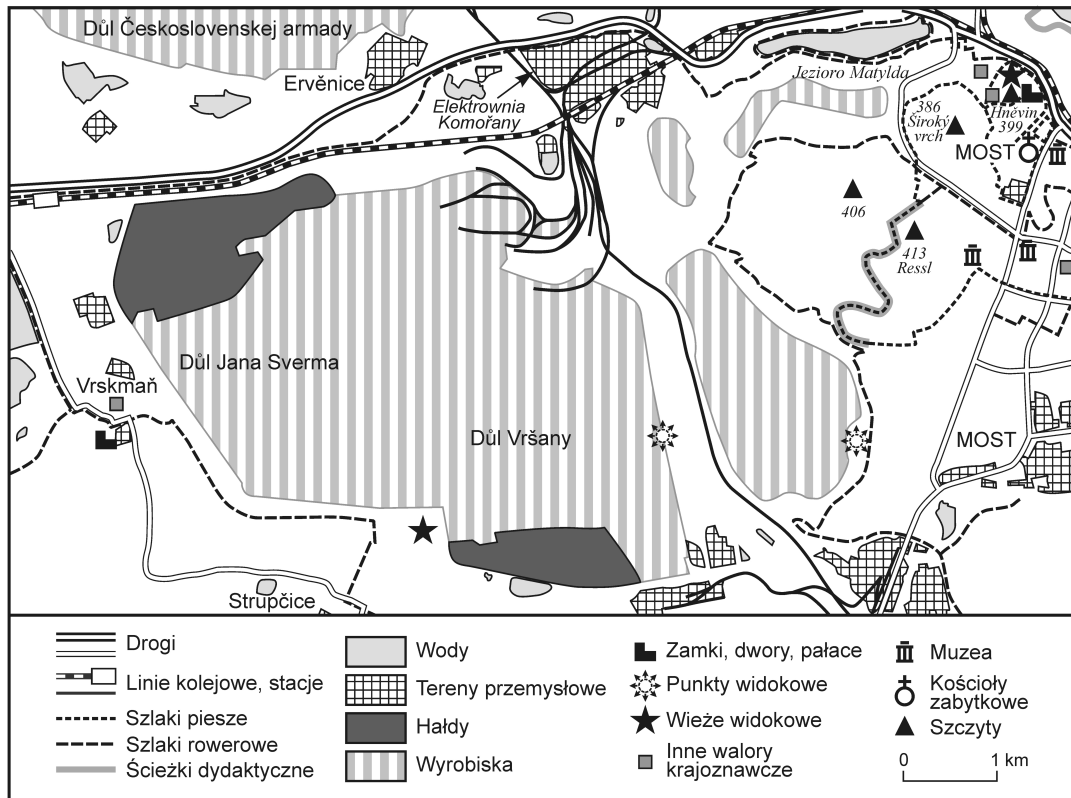 Důl Československej armady
Ervěnice
Elektrownia
Komořany
Jezioro Matylda
386
Široký
vrch
Hněvin
399
MOST
406
413
Ressl
Důl Jana Sverma
Vrskmaň
Důl Vršany
MOST
Strupčice
Drogi
Linie kolejowe, stacje
Szlaki piesze
Szlaki rowerowe
Ścieżki dydaktyczne
Wody
Tereny przemysłowe
Hałdy
Wyrobiska
Zamki, dwory, pałace
Punkty widokowe
Wieże widokowe
Inne walory
krajoznawcze
Muzea
Kościoły
zabytkowe
Szczyty
0 1 km